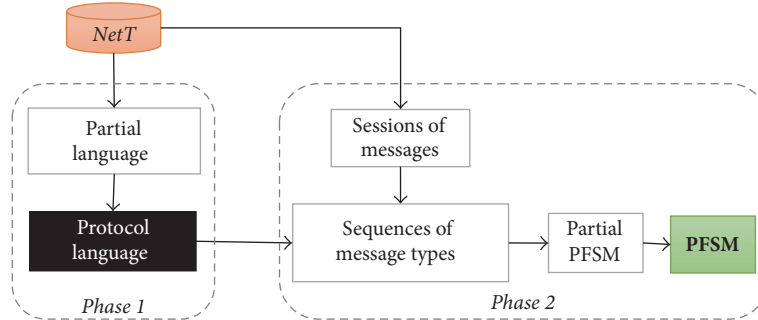 NetT
Partial
language
Protocol
language
Phase 1
Sessions of
messages
Sequences of
message types
Partial
PFSM
PFSM
Phase 2